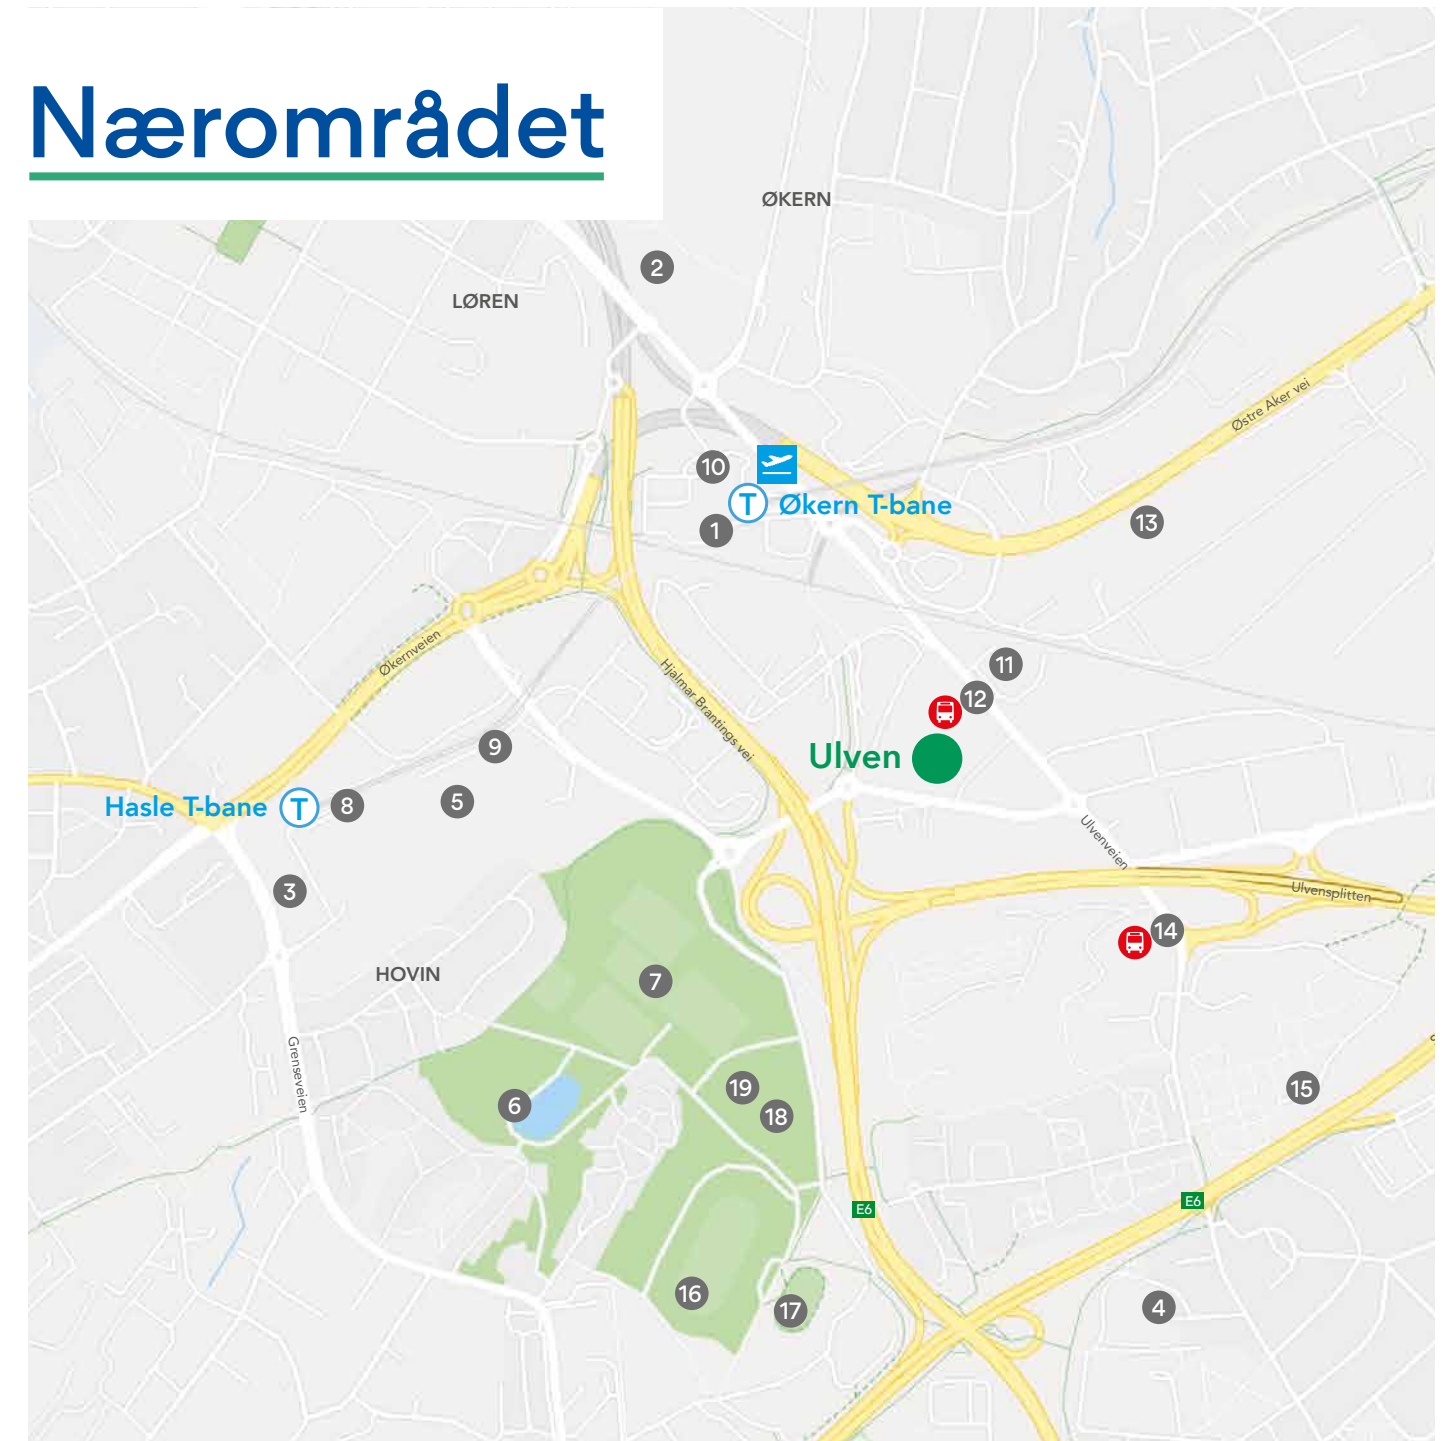 Nærområdet
ØKERN
2
LØREN
Østre Aker vei
10
T Økern T-bane
1
13
Økernveien
Hjalmar Brantings vei
11
12
9
Ulven
Hasle T-bane T
8
5
Ulvenveien
3
Ulvensplitten
14
HOVIN
7
Grenseveien
19
15
6
18
E6
E6
16
17
4